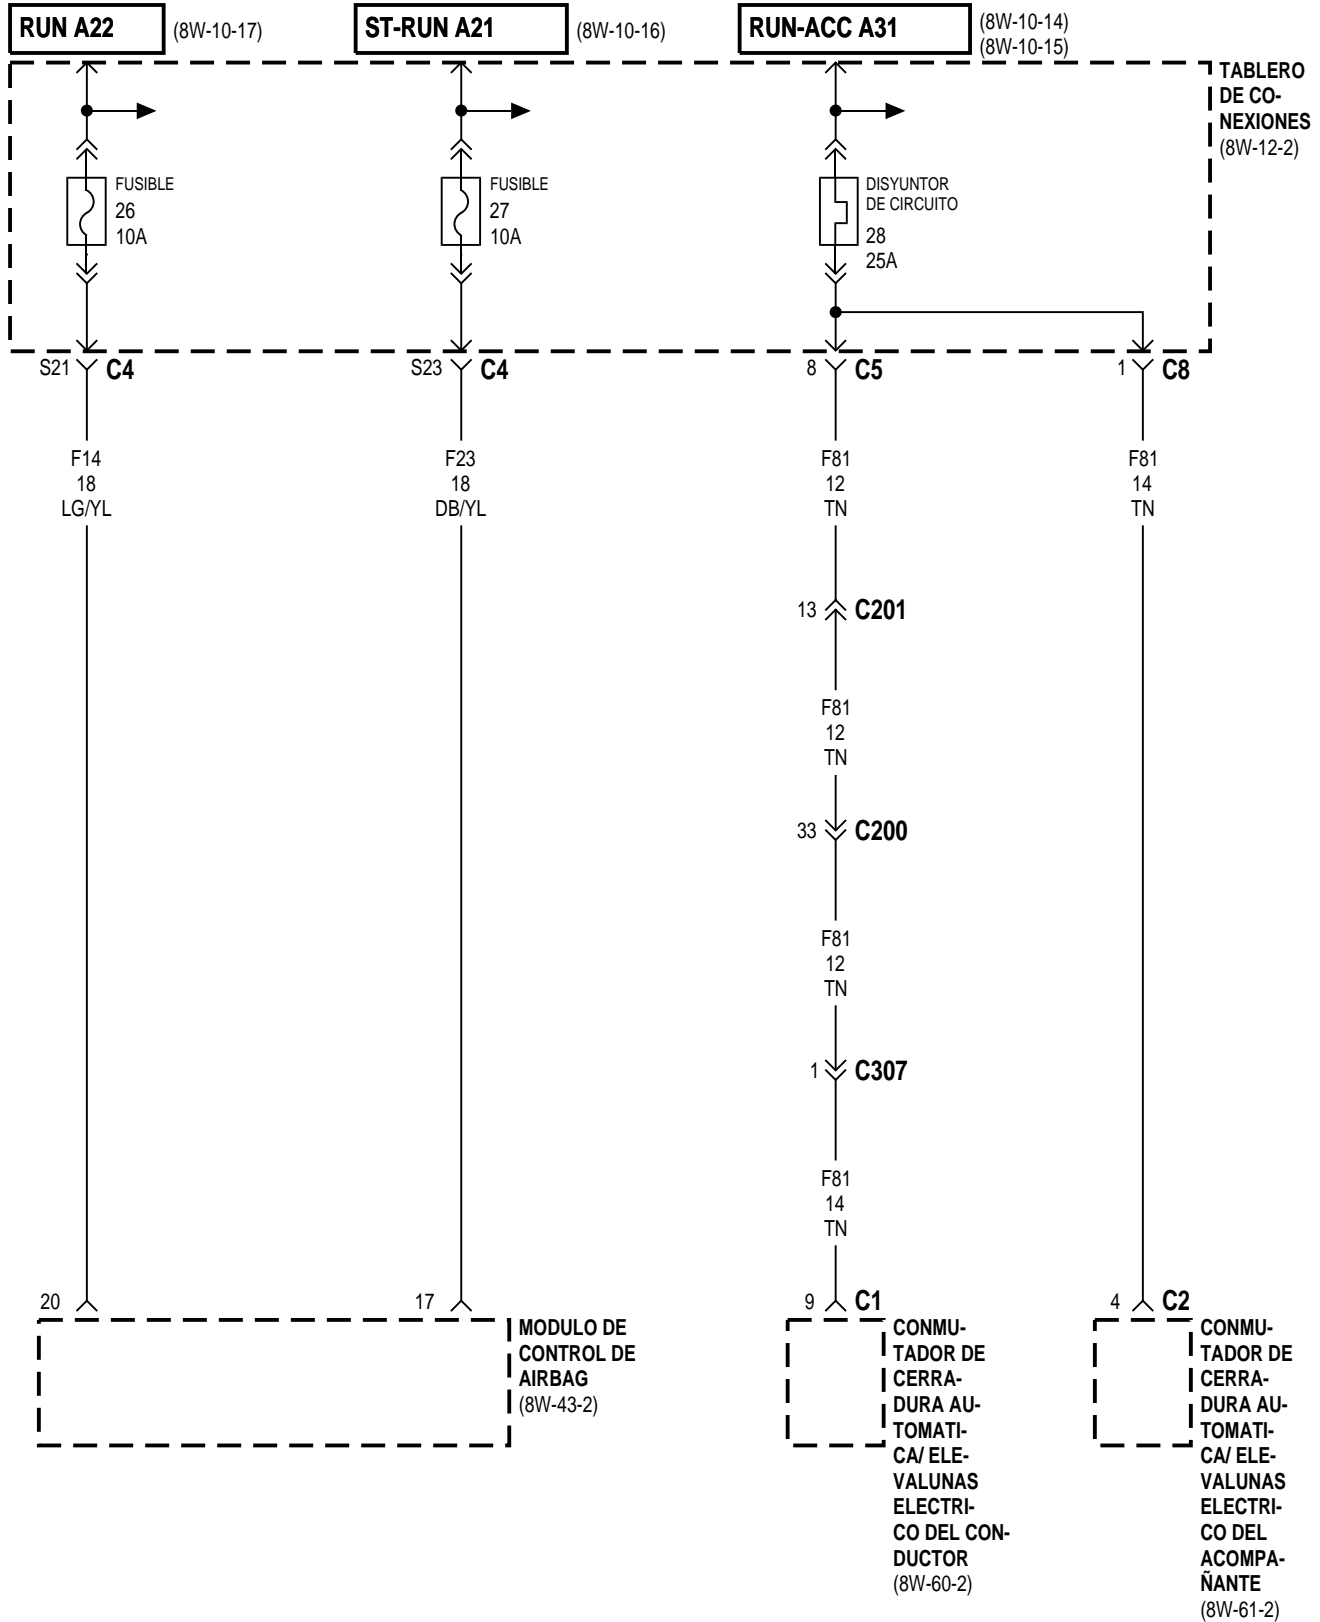 RUN A22
(8W-10-17)
ST-RUN A21
(8W-10-16)
RUN-ACC A31
(8W-10-14)
(8W-10-15)
TABLERO
DE CO-
NEXIONES
(8W-12-2)
FUSIBLE
26
10A
FUSIBLE
27
10A
DISYUNTOR
DE CIRCUITO
28
25A
S21 C4
S23 C4
8 C5
1 C8
F14
18
LG/YL
F23
18
DB/YL
F81
12
TN
F81
14
TN
13 C201
F81
12
TN
33 C200
F81
12
TN
1 C307
F81
14
TN
20
17
9 C1
4 C2
MODULO DE
CONTROL DE
AIRBAG
(8W-43-2)
CONMU-
TADOR DE
CERRA-
DURA AU-
TOMATI-
CA/ ELE-
VALUNAS
ELECTRI-
CO DEL CON-
DUCTOR
(8W-60-2)
CONMU-
TADOR DE
CERRA-
DURA AU-
TOMATI-
CA/ ELE-
VALUNAS
ELECTRI-
CO DEL
ACOMPA-
ÑANTE
(8W-61-2)